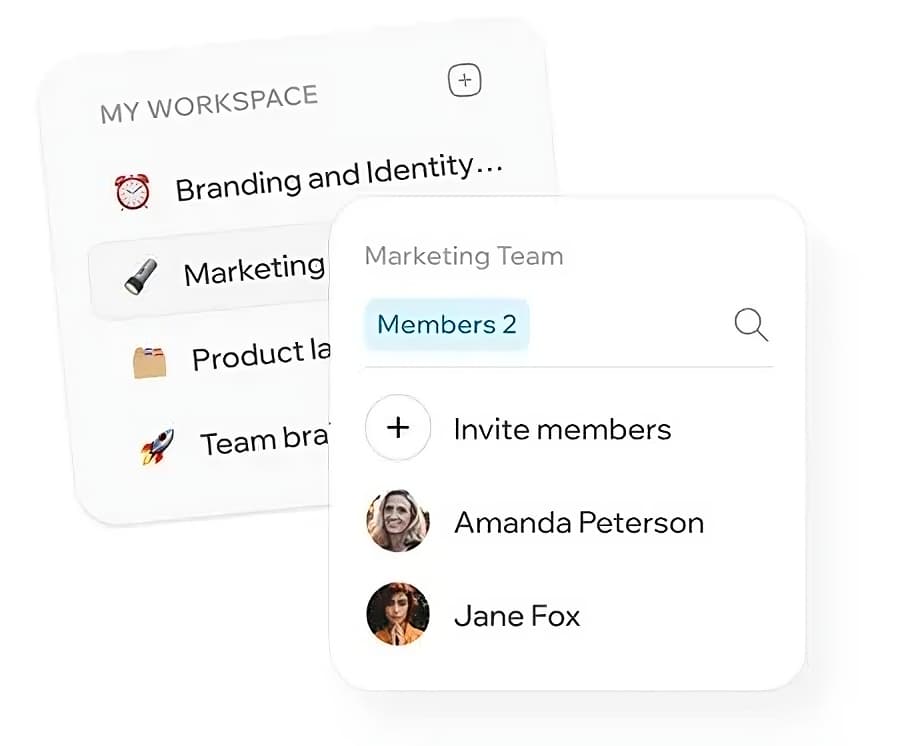 MY WORKSPACE
Branding and Identity...
Marketing
Product la
Team bra
Marketing Team
Members 2
Invite members
Amanda Peterson
Jane Fox